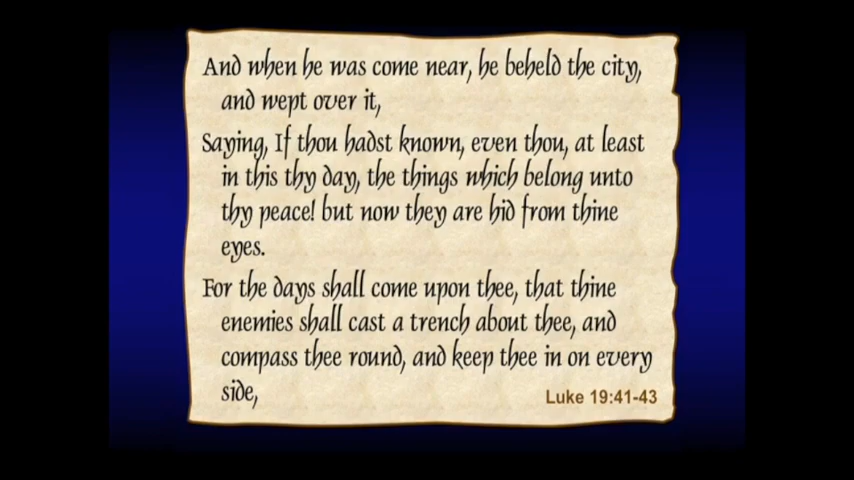 And when he was come near, he beheld the city,
and wept over it,
Saying, If thou hadst known, even thou, at least
in this thy day, the things which belong unto
thy peace! but now they are hid from thine
eyes.
For the days shall come upon thee, that thine
enemies shall cast a trench about thee, and
compass thee round, and keep thee in on every
side,
Luke 19:41-43